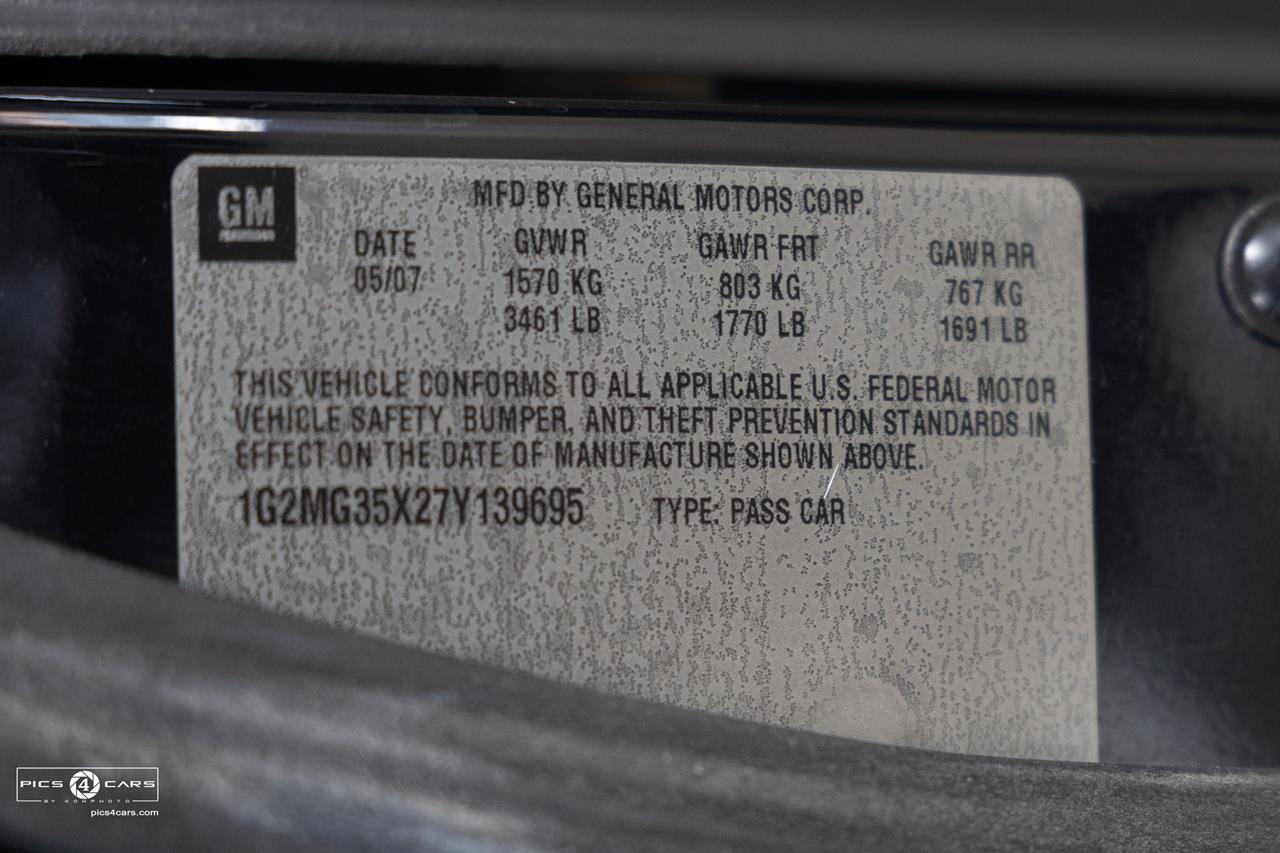 GM
MFD BY GENERAL MOTORS CORP.
DATE GVWR GAWR FRT GAWR RR
05/07 1570 KG 803 KG 767 KG
3461 LB 1770 LB 1691 LB
THIS VEHICLE CONFORMS TO ALL APPLICABLE U.S. FEDERAL MOTOR
VEHICLE SAFETY, BUMPER, AND THEFT PREVENTION STANDARDS IN
EFFECT ON THE DATE OF MANUFACTURE SHOWN ABOVE.
1G2MG35X27Y139695 TYPE: PASS CAR
PICS 4 CARS
BY KCHPHOTO
pics4cars.com